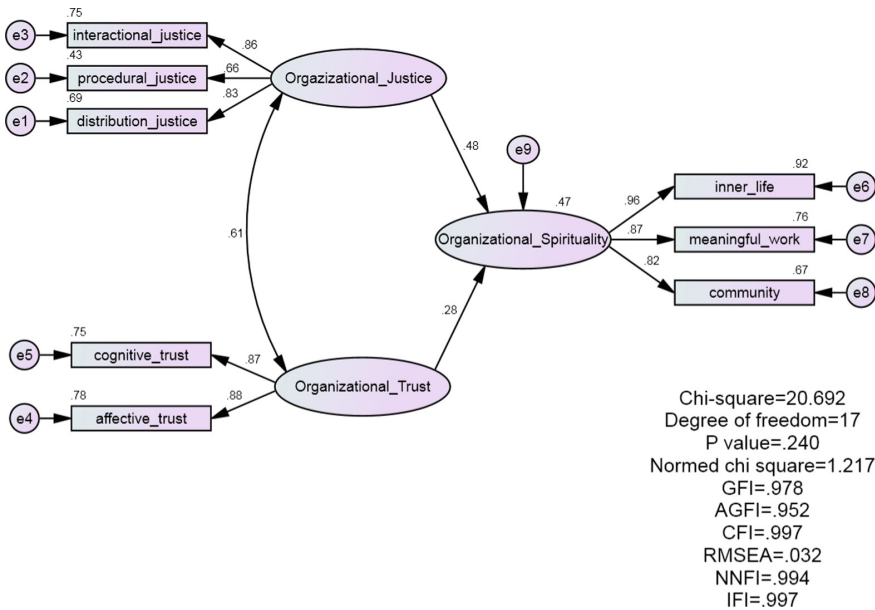 .75
e3
interactional_justice
.86
.43
e2
procedural_justice
.66
Orgazizational_Justice
.69
.83
e1
distribution_justice
.48
e9
.92
inner_life
e6
.47
.96
.76
Organizational_Spirituality
.87
meaningful_work
e7
.61
.82
.67
community
e8
.28
.75
e5
cognitive_trust
.87
Organizational_Trust
.78
.88
e4
affective_trust
Chi-square=20.692
Degree of freedom=17
P value=.240
Normed chi square=1.217
GFI=.978
AGFI=.952
CFI=.997
RMSEA=.032
NNFI=.994
IFI=.997